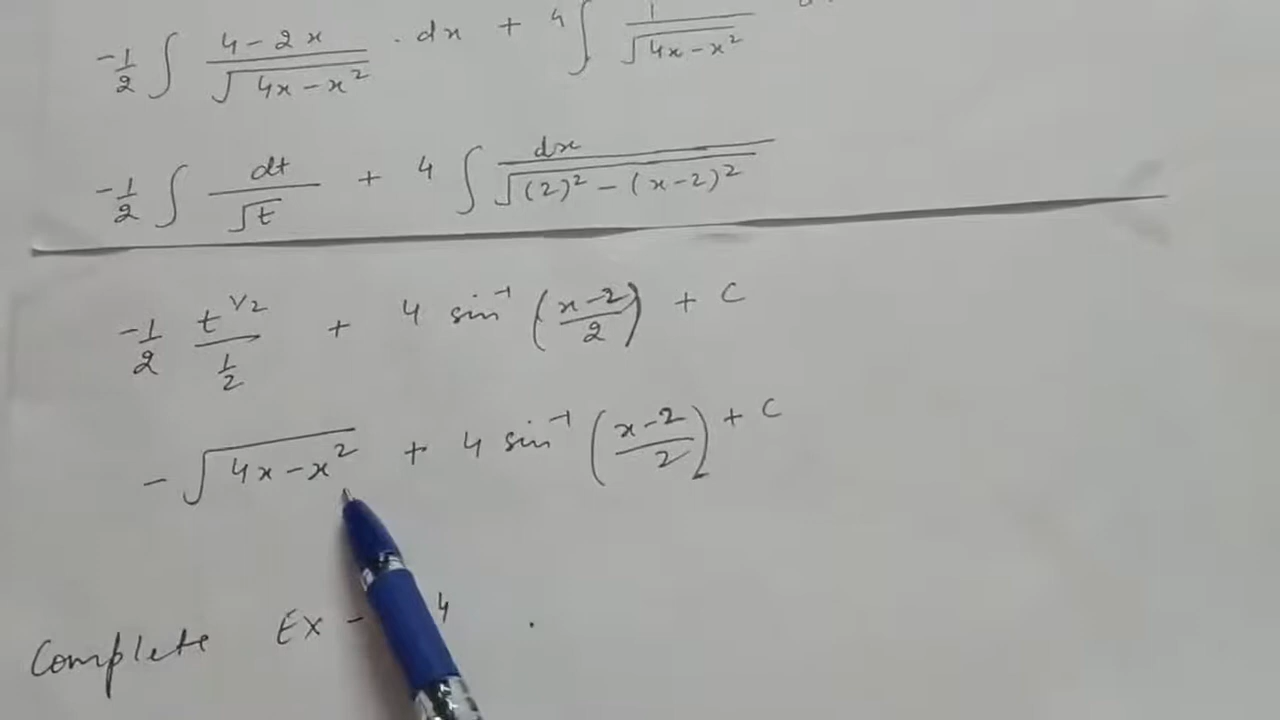 -1/2 ∫ 4-2x/√(4x-x²) . dx + 4 ∫ 1/√(4x-x²)
-1/2 ∫ dt/√t + 4 ∫ dx/√((2)²-(x-2)²)
-1/2 t^(1/2)/(1/2) + 4 sin⁻¹ ((x-2)/2) + C
-√(4x-x²) + 4 sin⁻¹ ((x-2)/2) + C
Complete Ex - 4 .